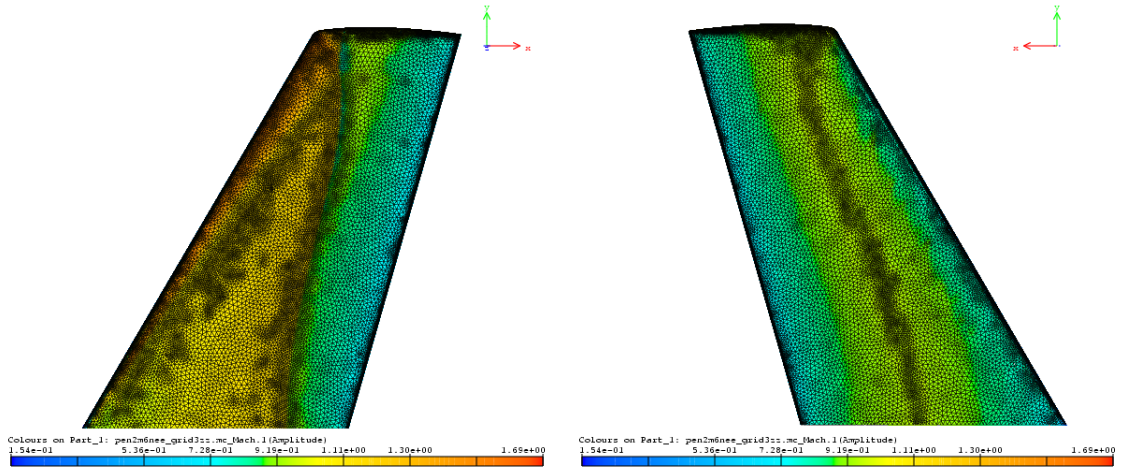 Y
z
x
Y
x
Colours on Part_1: pen2m6nee_grid3zz.mc_Mach.1(Amplitude)
1.54e-01 5.36e-01 7.28e-01 9.19e-01 1.11e+00 1.30e+00 1.69e+00
Colours on Part_1: pen2m6nee_grid3zz.mc_Mach.1(Amplitude)
1.54e-01 5.36e-01 7.28e-01 9.19e-01 1.11e+00 1.30e+00 1.69e+00